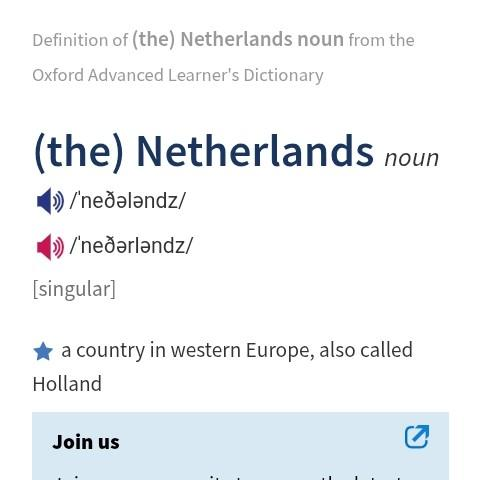 Definition of (the) Netherlands noun from the
Oxford Advanced Learner's Dictionary
(the) Netherlands noun
/ˈneðələndz/
/ˈneðərləndz/
[singular]
a country in western Europe, also called
Holland
Join us